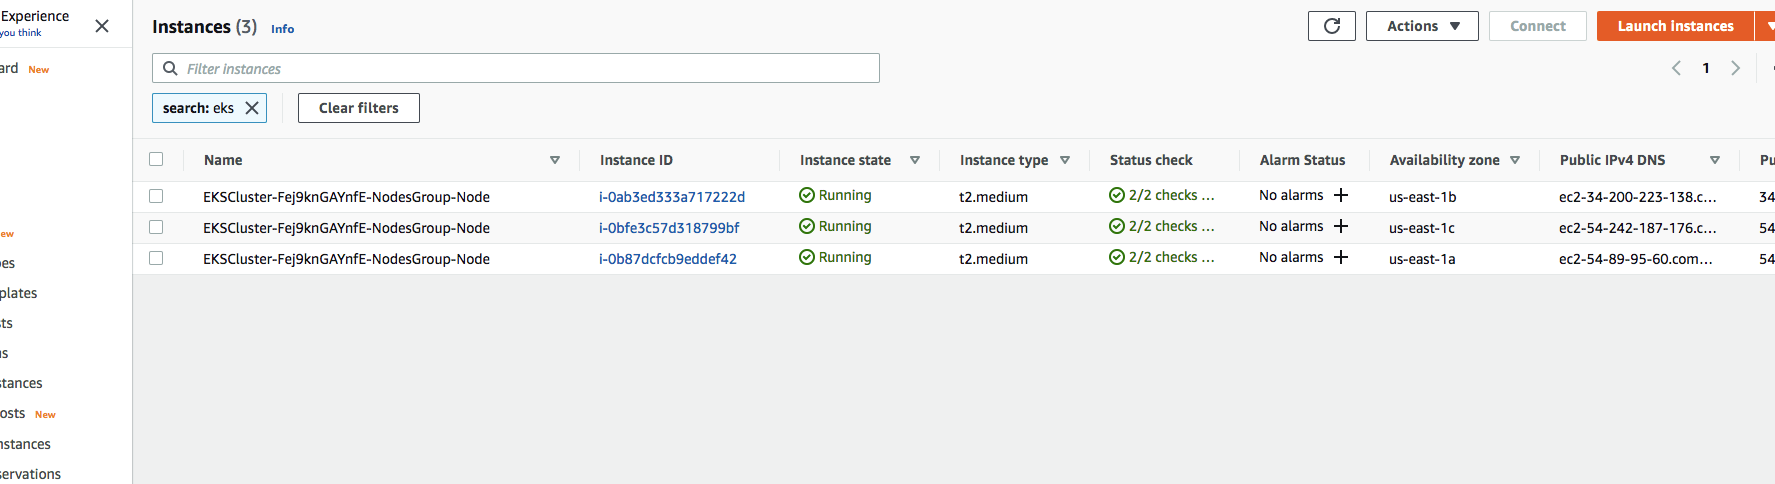 Experience
you think
ard New
ew
pes
plates
sts
us
stances
osts New
nstances
servations
Instances (3) Info
Actions
Connect
Launch instances
Filter instances
1
search: eks
Clear filters
Name Instance ID Instance state Instance type Status check Alarm Status Availability zone Public IPv4 DNS Pu
EKSCluster-Fej9knGAYnfE-NodesGroup-Node i-0ab3ed333a717222d Running t2.medium 2/2 checks ... No alarms + us-east-1b ec2-34-200-223-138.c... 34
EKSCluster-Fej9knGAYnfE-NodesGroup-Node i-0bfe3c57d318799bf Running t2.medium 2/2 checks ... No alarms + us-east-1c ec2-54-242-187-176.c... 54
EKSCluster-Fej9knGAYnfE-NodesGroup-Node i-0b87dcfcb9eddef42 Running t2.medium 2/2 checks ... No alarms + us-east-1a ec2-54-89-95-60.com... 54